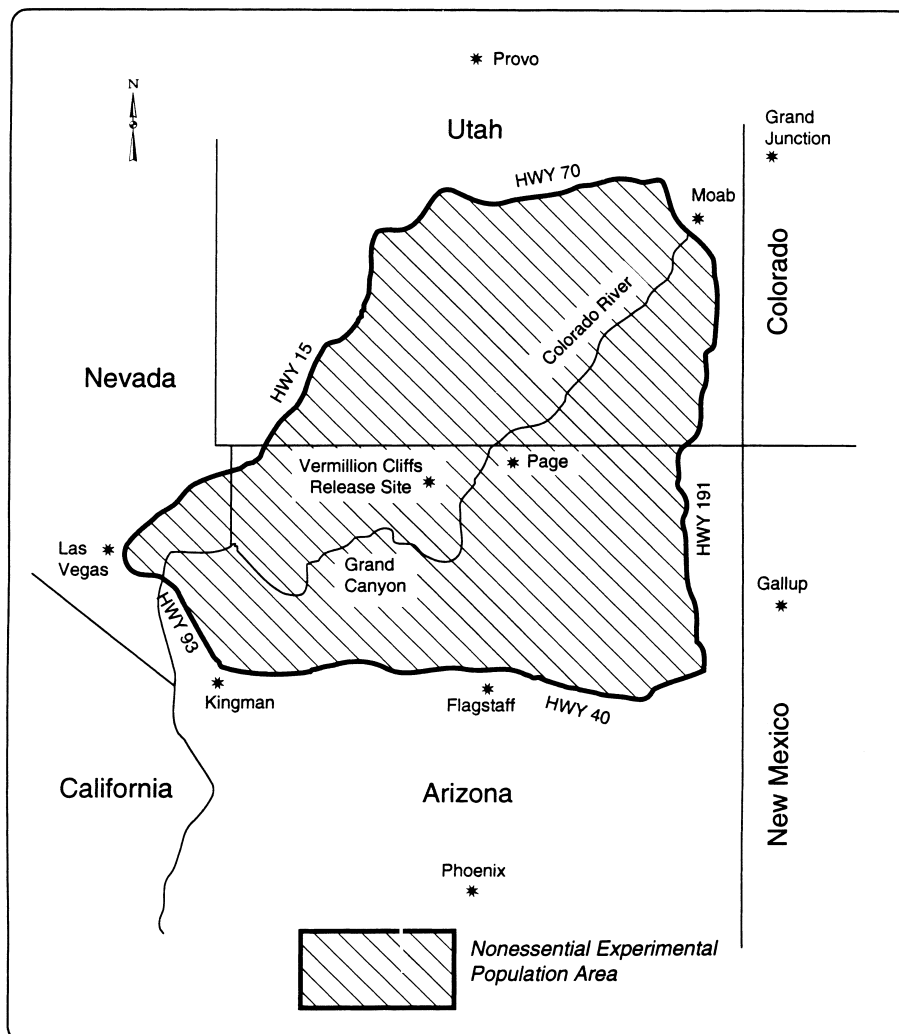 Provo
N
Utah
Grand
Junction
HWY 70
Moab
Colorado
Colorado River
HWY 15
Nevada
Vermillion Cliffs
Release Site
Page
HWY 191
Las
Vegas
Grand
Canyon
Gallup
HWY 93
Kingman
Flagstaff
HWY 40
New Mexico
California
Arizona
Phoenix
Nonessential Experimental
Population Area